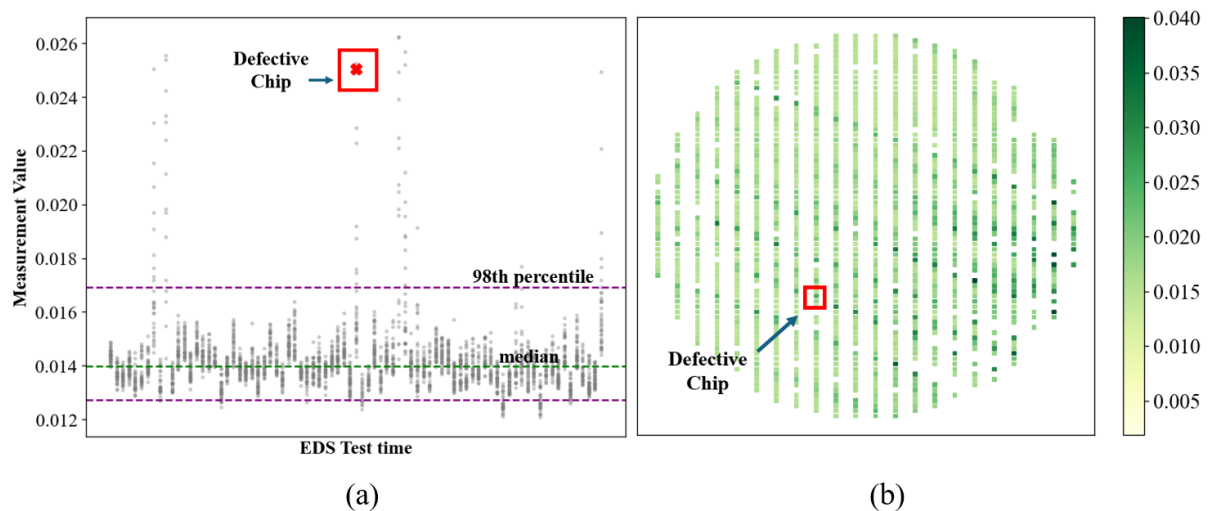 0.026
0.024
0.022
0.020
0.018
0.016
0.014
0.012
Measurement Value
Defective
Chip
98th percentile
median
EDS Test time
(a)
Defective
Chip
0.040
0.035
0.030
0.025
0.020
0.015
0.010
0.005
(b)